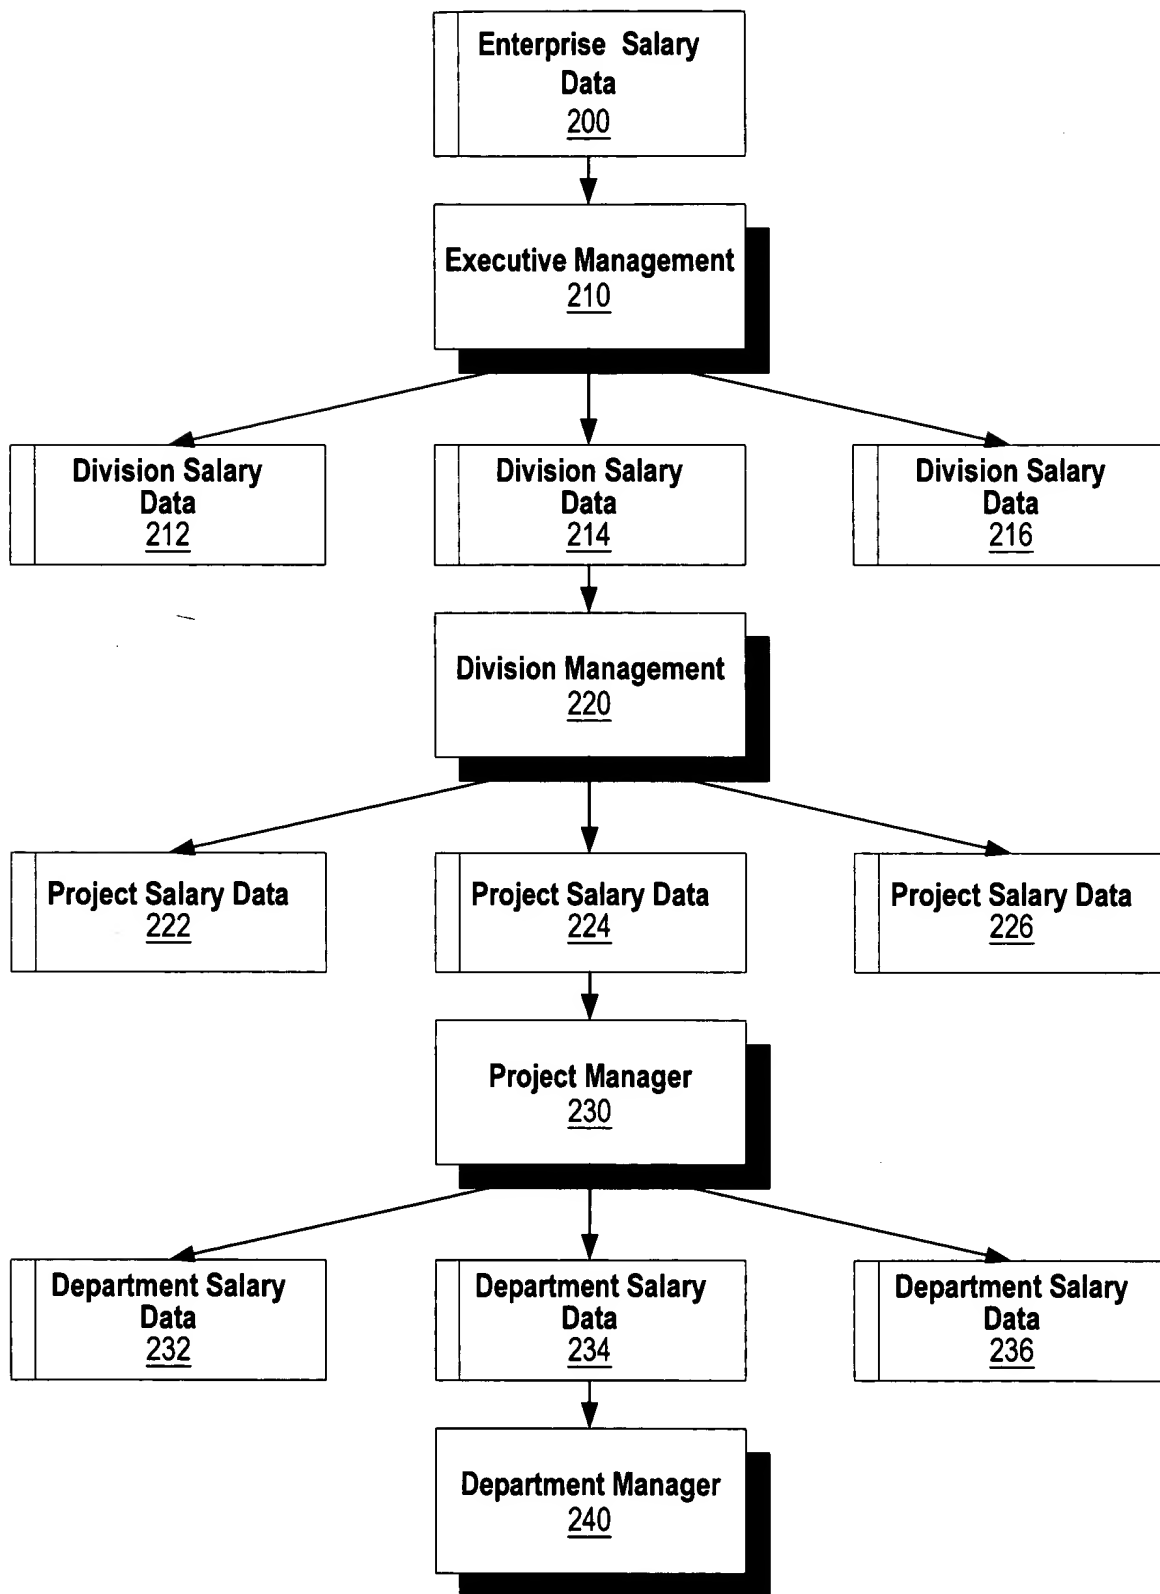 Enterprise Salary
Data
200
Executive Management
210
Division Salary
Data
212
Division Salary
Data
214
Division Salary
Data
216
Division Management
220
Project Salary Data
222
Project Salary Data
224
Project Salary Data
226
Project Manager
230
Department Salary
Data
232
Department Salary
Data
234
Department Salary
Data
236
Department Manager
240